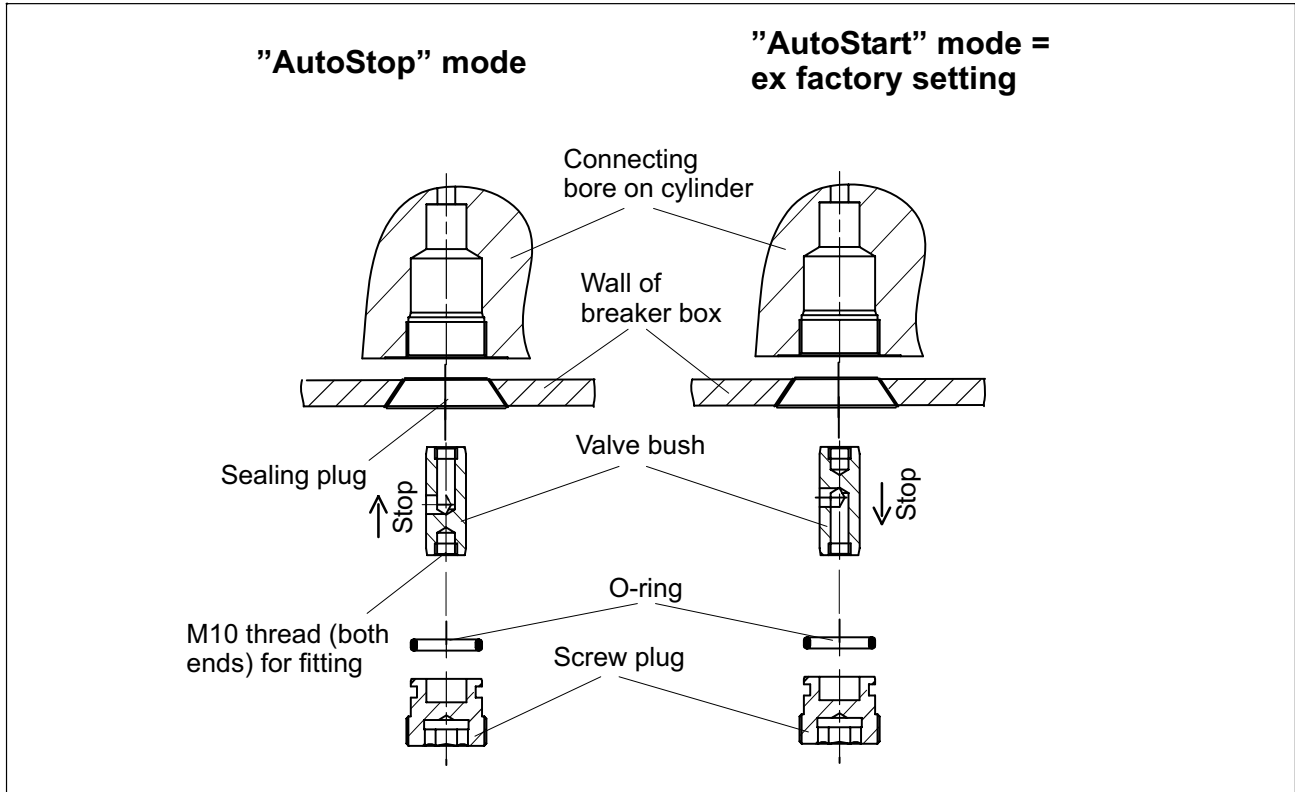 ”AutoStop” mode
”AutoStart” mode =
ex factory setting
Connecting
bore on cylinder
Wall of
breaker box
Sealing plug
Valve bush
Stop
Stop
O-ring
M10 thread (both
ends) for fitting
Screw plug